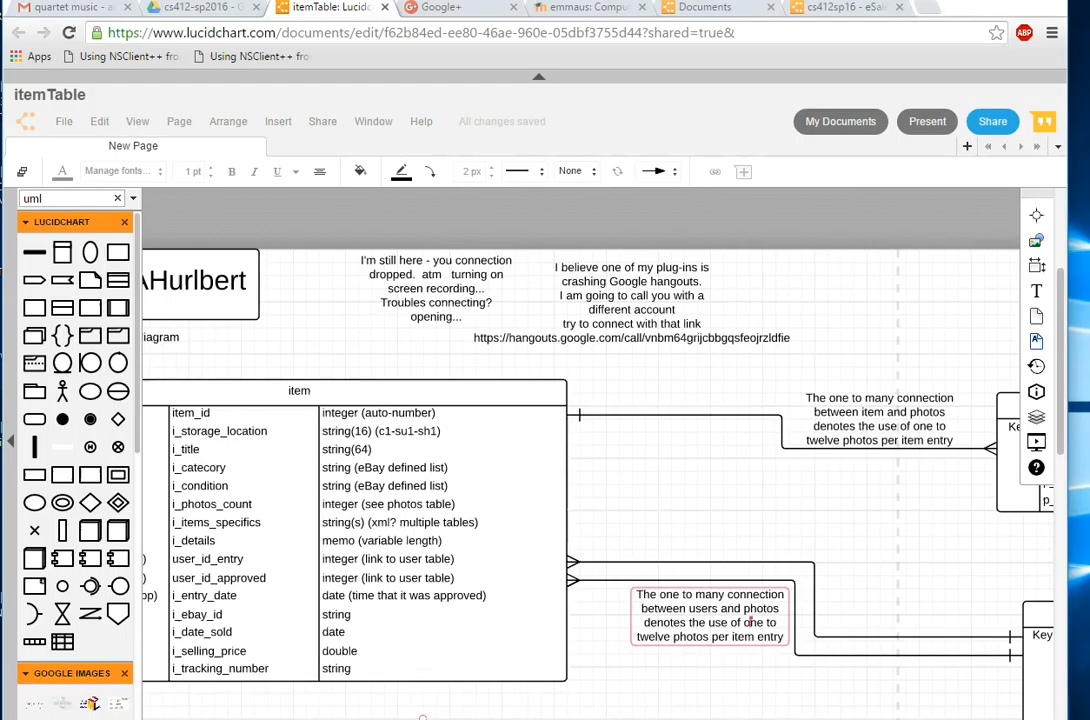 quartet music - a
cs412-sp2016 - G
itemTable: Lucid
Google+
emmaus: Compu
Documents
cs412sp16 - eSale
https://www.lucidchart.com/documents/edit/f62b84ed-ee80-46ae-960e-05dbf3755d44?shared=true&
ABP
Apps Using NSClient++ fro Using NSClient++ fro
itemTable
File Edit View Page Arrange Insert Share Window Help All changes saved
My Documents Present Share
New Page
A Manage fonts... 1 pt B I U 2 px None
uml
LUCIDCHART
GOOGLE IMAGES
AHurlbert
iagram
I'm still here - you connection
dropped. atm turning on
screen recording...
Troubles connecting?
opening...
I believe one of my plug-ins is
crashing Google hangouts.
I am going to call you with a
different account
try to connect with that link
https://hangouts.google.com/call/vnbm64grijcbbgqsfeojrzldfie
item
item_id integer (auto-number)
i_storage_location string(16) (c1-su1-sh1)
i_title string(64)
i_catecory string (eBay defined list)
i_condition string (eBay defined list)
i_photos_count integer (see photos table)
i_items_specifics string(s) (xml? multiple tables)
i_details memo (variable length)
) user_id_entry integer (link to user table)
) user_id_approved integer (link to user table)
op) i_entry_date date (time that it was approved)
i_ebay_id string
i_date_sold date
i_selling_price double
i_tracking_number string
The one to many connection
between item and photos
denotes the use of one to
twelve photos per item entry
Ke
p_
The one to many connection
between users and photos
denotes the use of one to
twelve photos per item entry
Key